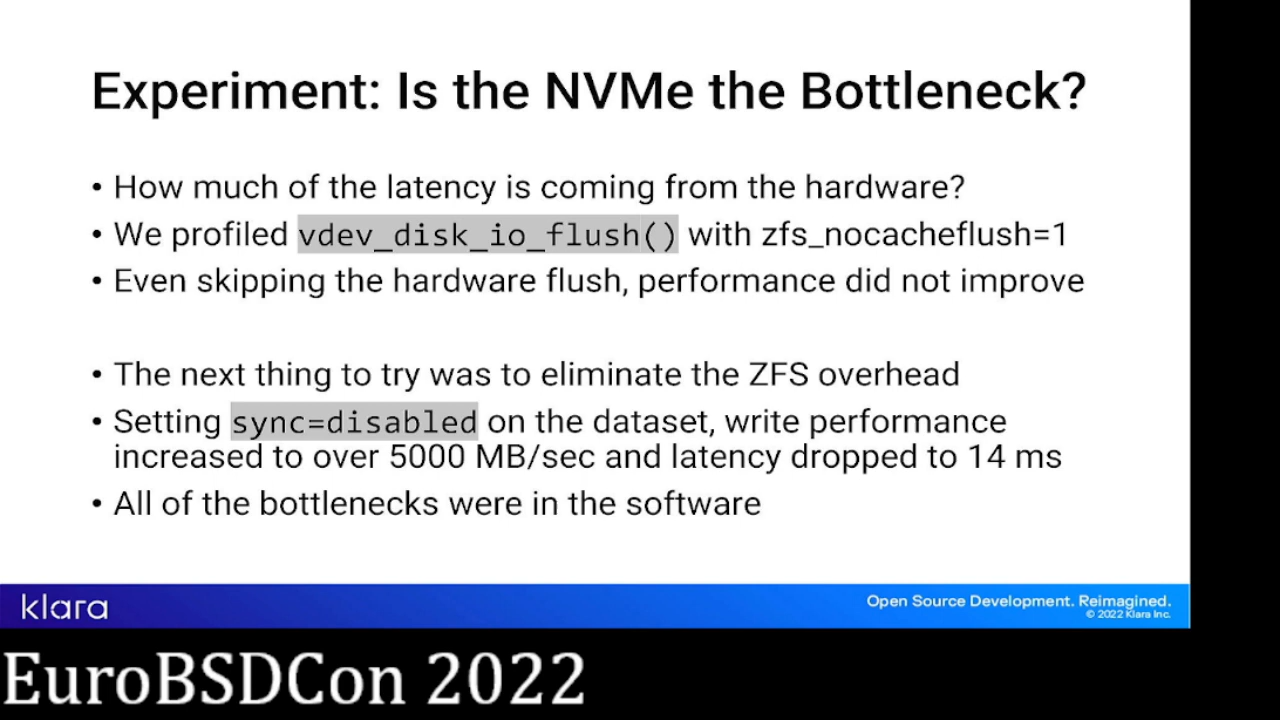 Experiment: Is the NVMe the Bottleneck?
• How much of the latency is coming from the hardware?
• We profiled vdev_disk_io_flush() with zfs_nocacheflush=1
• Even skipping the hardware flush, performance did not improve
• The next thing to try was to eliminate the ZFS overhead
• Setting sync=disabled on the dataset, write performance
increased to over 5000 MB/sec and latency dropped to 14 ms
• All of the bottlenecks were in the software
klara
Open Source Development. Reimagined.
© 2022 Klara Inc.
EuroBSDCon 2022